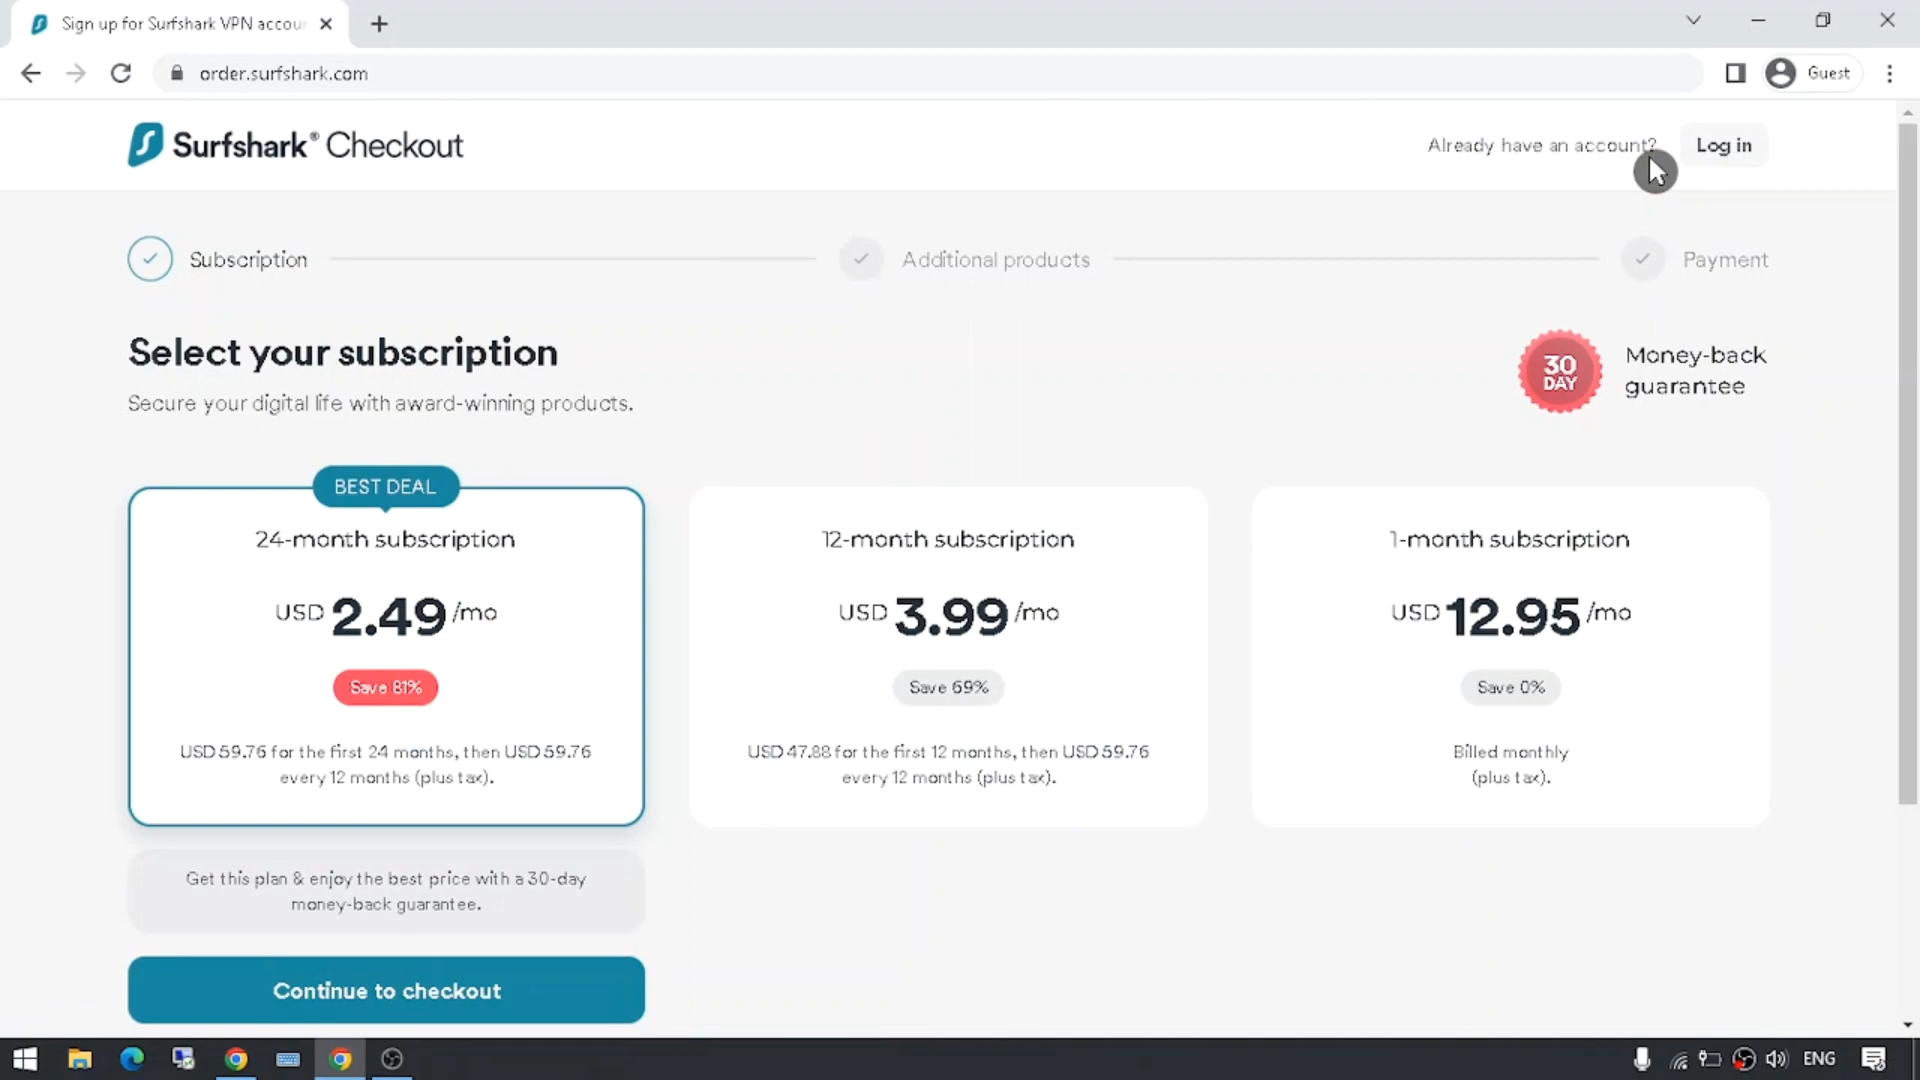 Sign up for Surfshark VPN accour
order.surfshark.com
Guest
Surfshark® Checkout
Already have an account?
Log in
Subscription
Additional products
Payment
Select your subscription
Secure your digital life with award-winning products.
30
DAY
Money-back
guarantee
BEST DEAL
24-month subscription
USD 2.49 /mo
Save 81%
USD 59.76 for the first 24 months, then USD 59.76
every 12 months (plus tax).
12-month subscription
USD 3.99 /mo
Save 69%
USD 47.88 for the first 12 months, then USD 59.76
every 12 months (plus tax).
1-month subscription
USD 12.95 /mo
Save 0%
Billed monthly
(plus tax).
Get this plan & enjoy the best price with a 30-day
money-back guarantee.
Continue to checkout
ENG